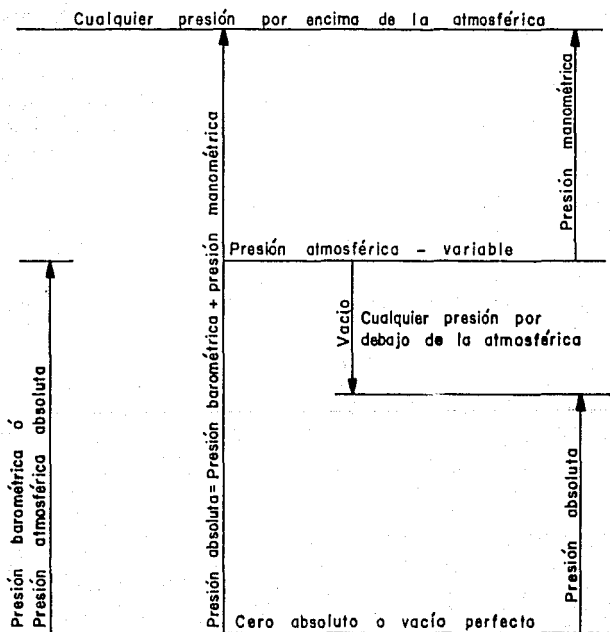 Cualquier presión por encima de la atmosférica
Presión manométrica
Presión absoluta = Presión barométrica + presión manométrica
Presión atmosférica - variable
Vacío
Cualquier presión por
debajo de la atmosférica
Presión barométrica ó
Presión atmosférica absoluta
Presión absoluta
Cero absoluto o vacío perfecto